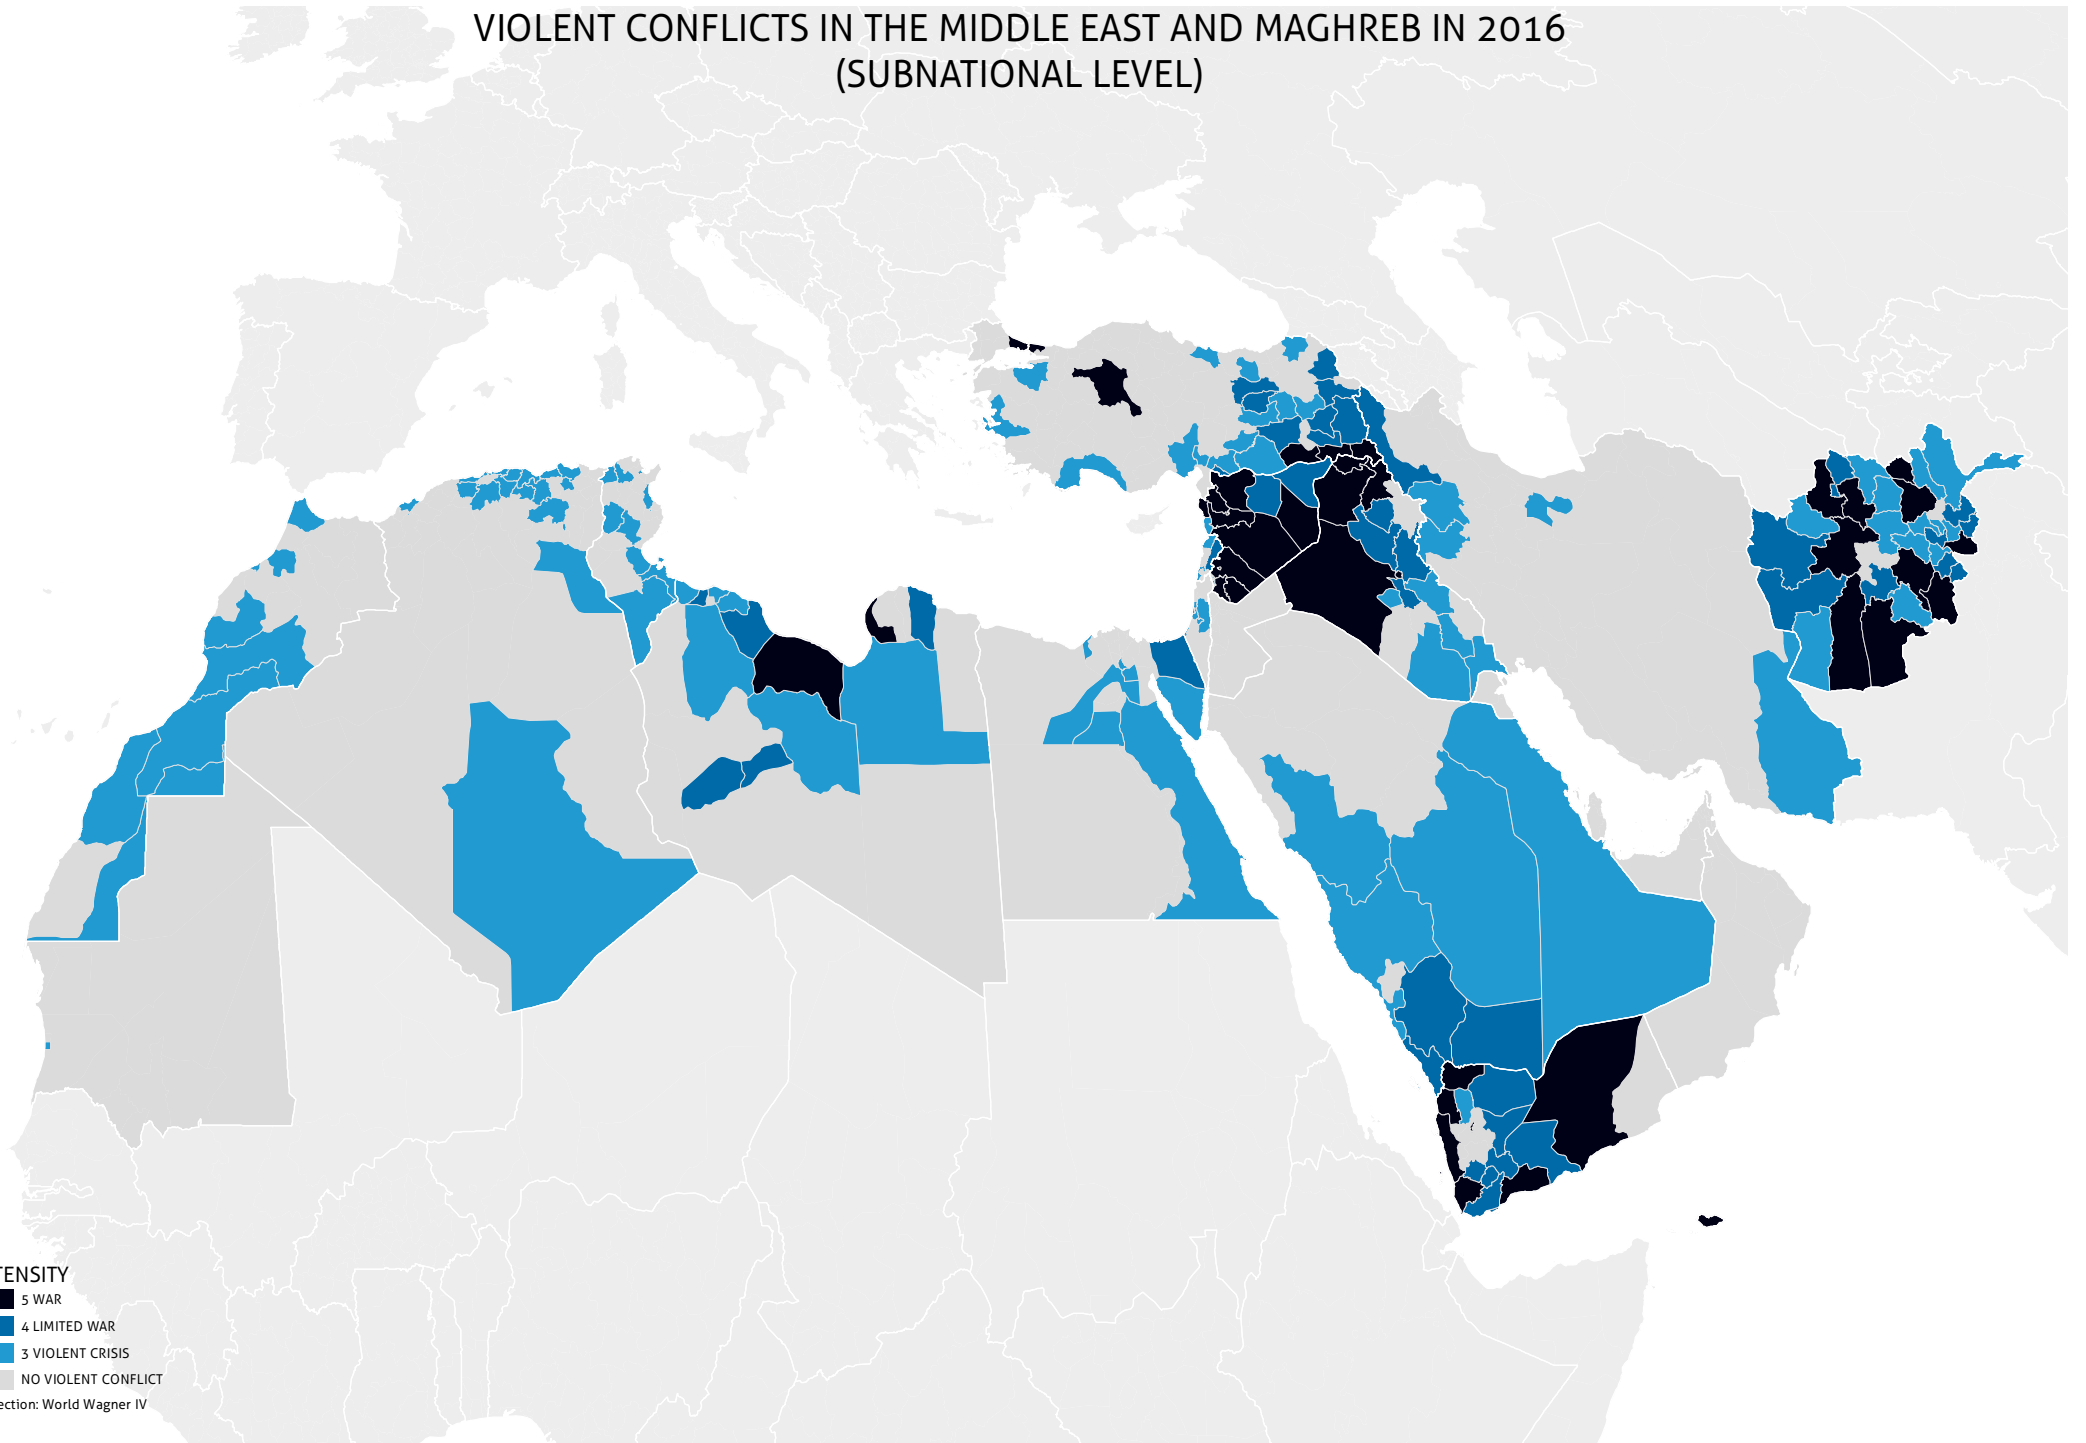 VIOLENT CONFLICTS IN THE MIDDLE EAST AND MAGHREB IN 2016
(SUBNATIONAL LEVEL)
TENSITY
5 WAR
4 LIMITED WAR
3 VIOLENT CRISIS
NO VIOLENT CONFLICT
ection: World Wagner IV